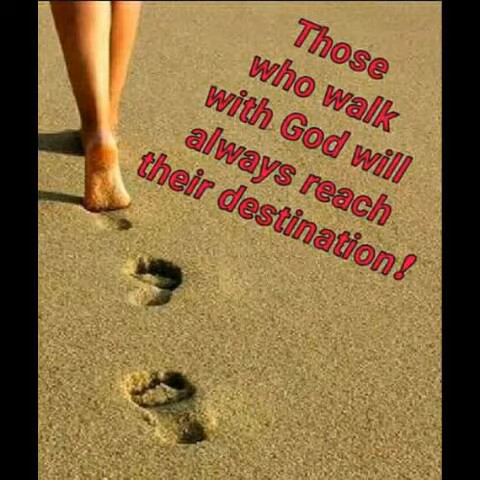 Those
who walk
with God will
always reach
their destination!